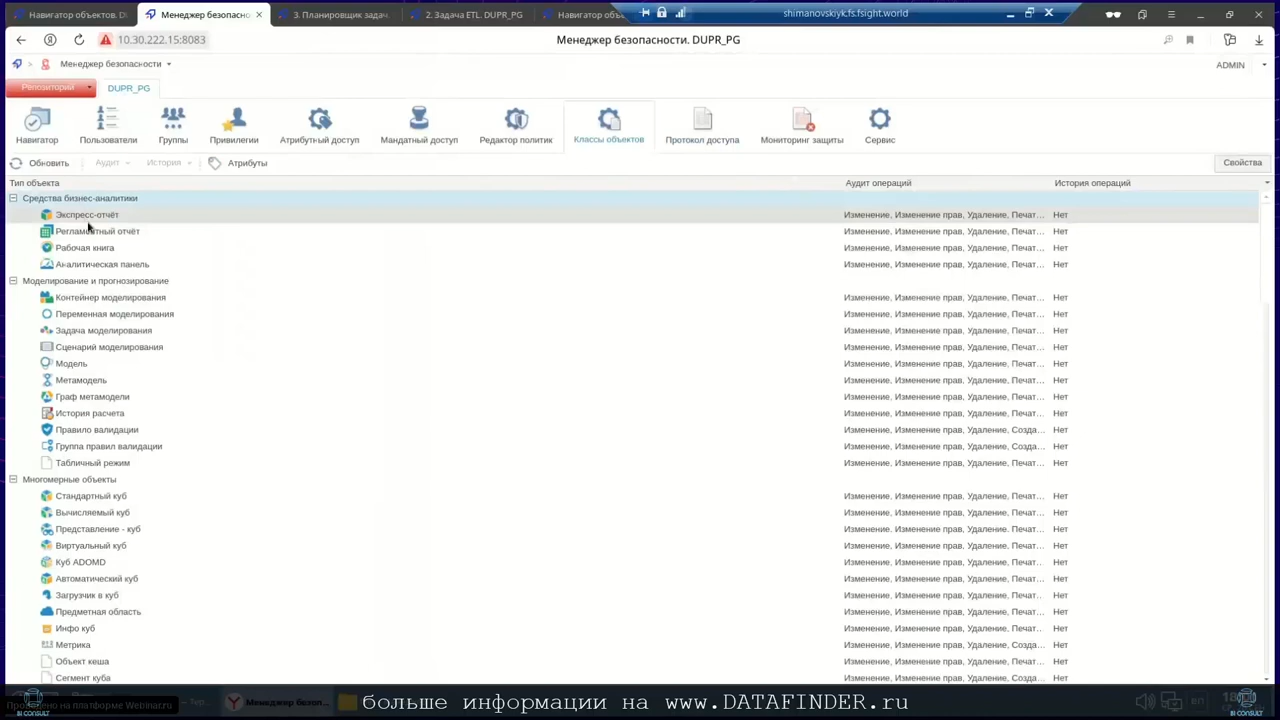 Навигатор объектов. D
Менеджер безопасно
3. Планировщик задач.
2. Задача ETL. DUPR_PG
Навигатор объе
shimanovskiyk.fs.fsight.world
10.30.222.15:8083
Менеджер безопасности. DUPR_PG
Менеджер безопасности
ADMIN
Репозиторий
DUPR_PG
Навигатор
Пользователи
Группы
Привилегии
Атрибутный доступ
Мандатный доступ
Редактор политик
Классы объектов
Протокол доступа
Мониторинг защиты
Сервис
Обновить
Аудит
История
Атрибуты
Свойства
Тип объекта Аудит операций История операций
Средства бизнес-аналитики
Экспресс-отчёт Изменение, Изменение прав, Удаление, Печат... Нет
Регламентный отчёт Изменение, Изменение прав, Удаление, Печат... Нет
Рабочая книга Изменение, Изменение прав, Удаление, Печат... Нет
Аналитическая панель Изменение, Изменение прав, Удаление, Печат... Нет
Моделирование и прогнозирование
Контейнер моделирования Изменение, Изменение прав, Удаление, Печат... Нет
Переменная моделирования Изменение, Изменение прав, Удаление, Печат... Нет
Задача моделирования Изменение, Изменение прав, Удаление, Печат... Нет
Сценарий моделирования Изменение, Изменение прав, Удаление, Печат... Нет
Модель Изменение, Изменение прав, Удаление, Печат... Нет
Метамодель Изменение, Изменение прав, Удаление, Печат... Нет
Граф метамодели Изменение, Изменение прав, Удаление, Печат... Нет
История расчета Изменение, Изменение прав, Удаление, Печат... Нет
Правило валидации Изменение, Изменение прав, Удаление, Созда... Нет
Группа правил валидации Изменение, Изменение прав, Удаление, Созда... Нет
Табличный режим Изменение, Изменение прав, Удаление, Печат... Нет
Многомерные объекты
Стандартный куб Изменение, Изменение прав, Удаление, Печат... Нет
Вычисляемый куб Изменение, Изменение прав, Удаление, Печат... Нет
Представление - куб Изменение, Изменение прав, Удаление, Печат... Нет
Виртуальный куб Изменение, Изменение прав, Удаление, Печат... Нет
Куб ADOMD Изменение, Изменение прав, Удаление, Печат... Нет
Автоматический куб Изменение, Изменение прав, Удаление, Печат... Нет
Загрузчик в куб Изменение, Изменение прав, Удаление, Печат... Нет
Предметная область Изменение, Изменение прав, Удаление, Печат... Нет
Инфо куб Изменение, Изменение прав, Удаление, Печат... Нет
Метрика Изменение, Изменение прав, Удаление, Созда... Нет
Объект кеша Изменение, Изменение прав, Удаление, Печат... Нет
Сегмент куба Изменение, Изменение прав, Удаление, Печат... Нет
на платформе Webinar.ru
Менеджер безоп...
больше информации на www.DATAFINDER.ru
IN CONSULT
IN CONSULT